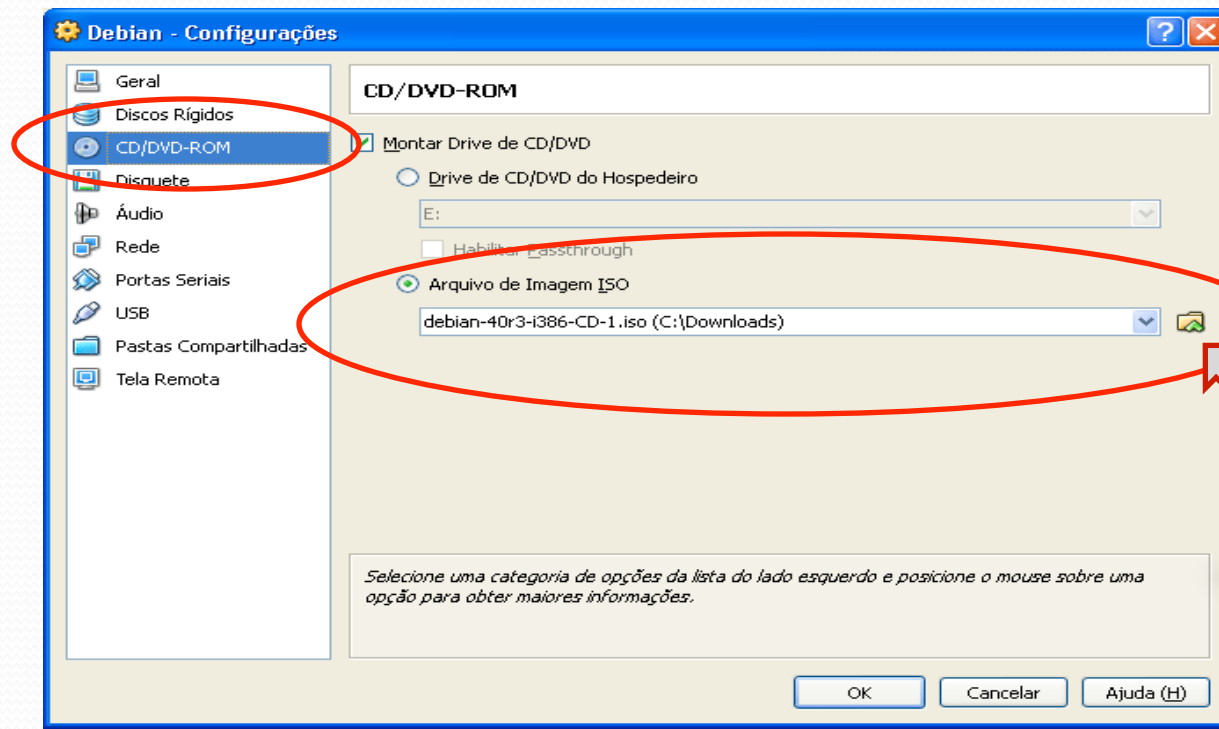 Debian - Configurações
Geral
Discos Rígidos
CD/DVD-ROM
Disquete
Áudio
Rede
Portas Seriais
USB
Pastas Compartilhadas
Tela Remota
CD/DVD-ROM
Montar Drive de CD/DVD
Drive de CD/DVD do Hospedeiro
E:
Habilitar Passthrough
Arquivo de Imagem ISO
debian-40r3-i386-CD-1.iso (C:\Downloads)
Selecione uma categoria de opções da lista do lado esquerdo e posicione o mouse sobre uma
opção para obter maiores informações.
OK
Cancelar
Ajuda (H)